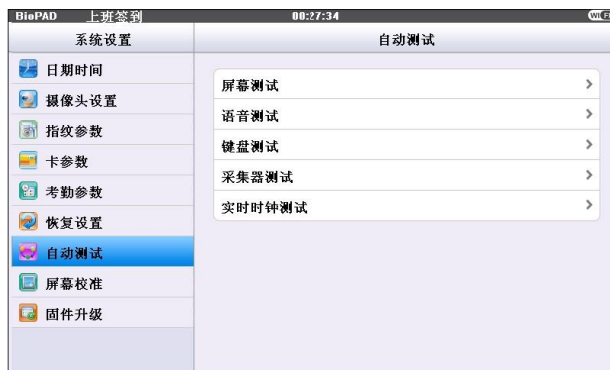 BioPAD 上班签到 00:27:34 WIFI
系统设置
自动测试
日期时间
摄像头设置
指纹参数
卡参数
考勤参数
恢复设置
自动测试
屏幕校准
固件升级
屏幕测试
语音测试
键盘测试
采集器测试
实时时钟测试